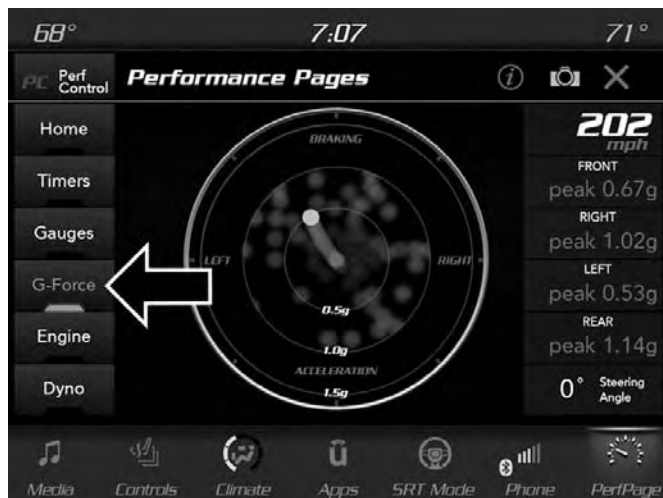 68° 7:07 71°
PC Perf
Control
Performance Pages
i
Home
Timers
Gauges
G-Force
Engine
Dyno
BRAKING
LEFT
RIGHT
0.5g
1.0g
ACCELERATION
1.5g
202
mph
FRONT
peak 0.67g
RIGHT
peak 1.02g
LEFT
peak 0.53g
REAR
peak 1.14g
0° Steering
Angle
Media Controls Climate Apps SRT Mode Phone PerfPage